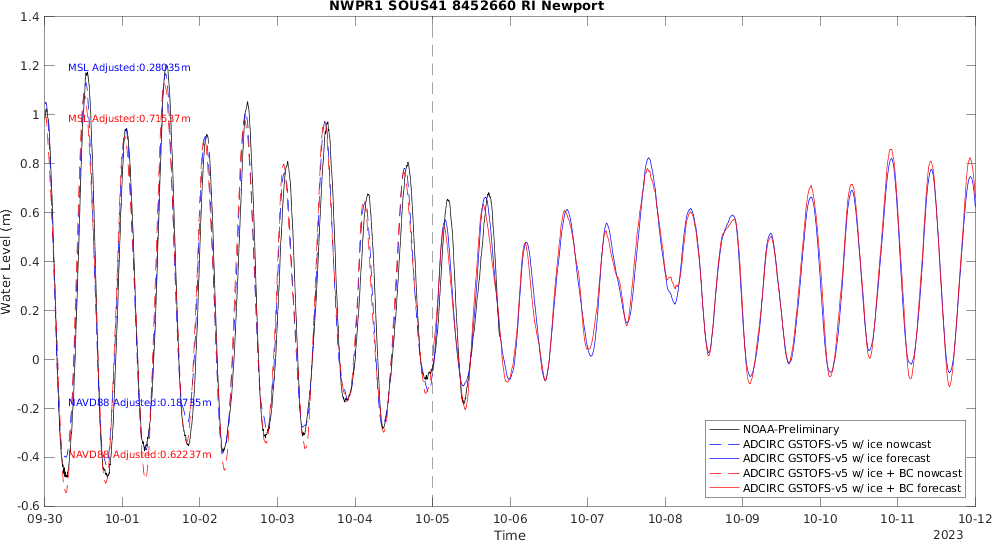 NWPR1 SOUS41 8452660 RI Newport
1.4
1.2
1
0.8
0.6
0.4
0.2
0
-0.2
-0.4
-0.6
Water Level (m)
MSL Adjusted:0.28035m
MSL Adjusted:0.71537m
NAVD88 Adjusted:0.18735m
NAVD88 Adjusted:0.62237m
NOAA-Preliminary
ADCIRC GSTOFS-v5 w/ ice nowcast
ADCIRC GSTOFS-v5 w/ ice forecast
ADCIRC GSTOFS-v5 w/ ice + BC nowcast
ADCIRC GSTOFS-v5 w/ ice + BC forecast
09-30 10-01 10-02 10-03 10-04 10-05 10-06 10-07 10-08 10-09 10-10 10-11 10-12
Time
2023